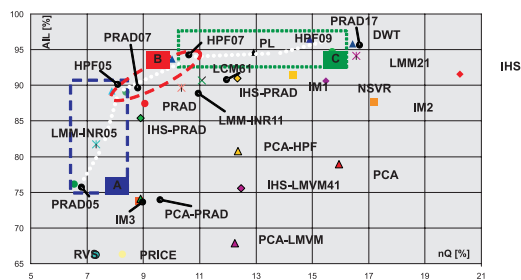 AIL [%]
100
95
90
85
80
75
70
65
5
7
9
11
13
15
17
19
21
nQ [%]
PRAD07
HPF07
PL
HPF09
PRAD17
DWT
B
C
HPF05
LCM61
LMM21
IHS
IHS-PRAD
IM1
NSVR
PRAD
IM2
LMM-INR11
LMM-INR05
IHS-PRAD
PCA-HPF
PCA
A
IHS-LMVM41
PRAD05
IM3
PCA-PRAD
PCA-LMVM
RVS
PRICE